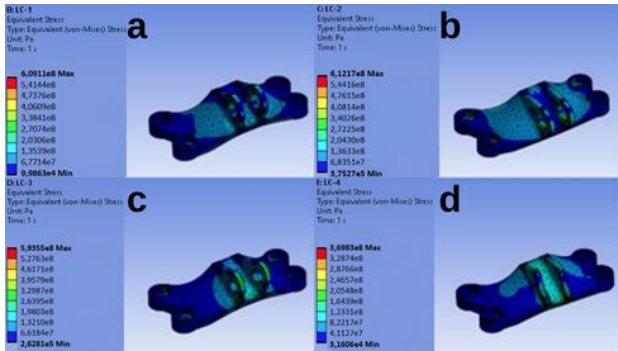 B: LC-1
Equivalent Stress
Type: Equivalent (von-Mises) Stress
Unit: Pa
Time: 1 s
a
6,0911e8 Max
5,4144e8
4,7376e8
4,0609e8
3,3841e8
2,7074e8
2,0306e8
1,3539e8
6,7714e7
9,9863e4 Min
C: LC-2
Equivalent Stress
Type: Equivalent (von-Mises) Stress
Unit: Pa
Time: 1 s
b
6,1217e8 Max
5,4416e8
4,7615e8
4,0814e8
3,4026e8
2,7225e8
2,0430e8
1,3633e8
6,8351e7
3,7527e5 Min
D: LC-3
Equivalent Stress
Type: Equivalent (von-Mises) Stress
Unit: Pa
Time: 1 s
c
5,9355e8 Max
5,2763e8
4,6171e8
3,9579e8
3,2987e8
2,6395e8
1,9803e8
1,3210e8
6,6184e7
2,6281e5 Min
E: LC-4
Equivalent Stress
Type: Equivalent (von-Mises) Stress
Unit: Pa
Time: 1 s
d
3,6983e8 Max
3,2874e8
2,8766e8
2,4657e8
2,0548e8
1,6439e8
1,2331e8
8,2217e7
4,1127e7
3,1606e4 Min